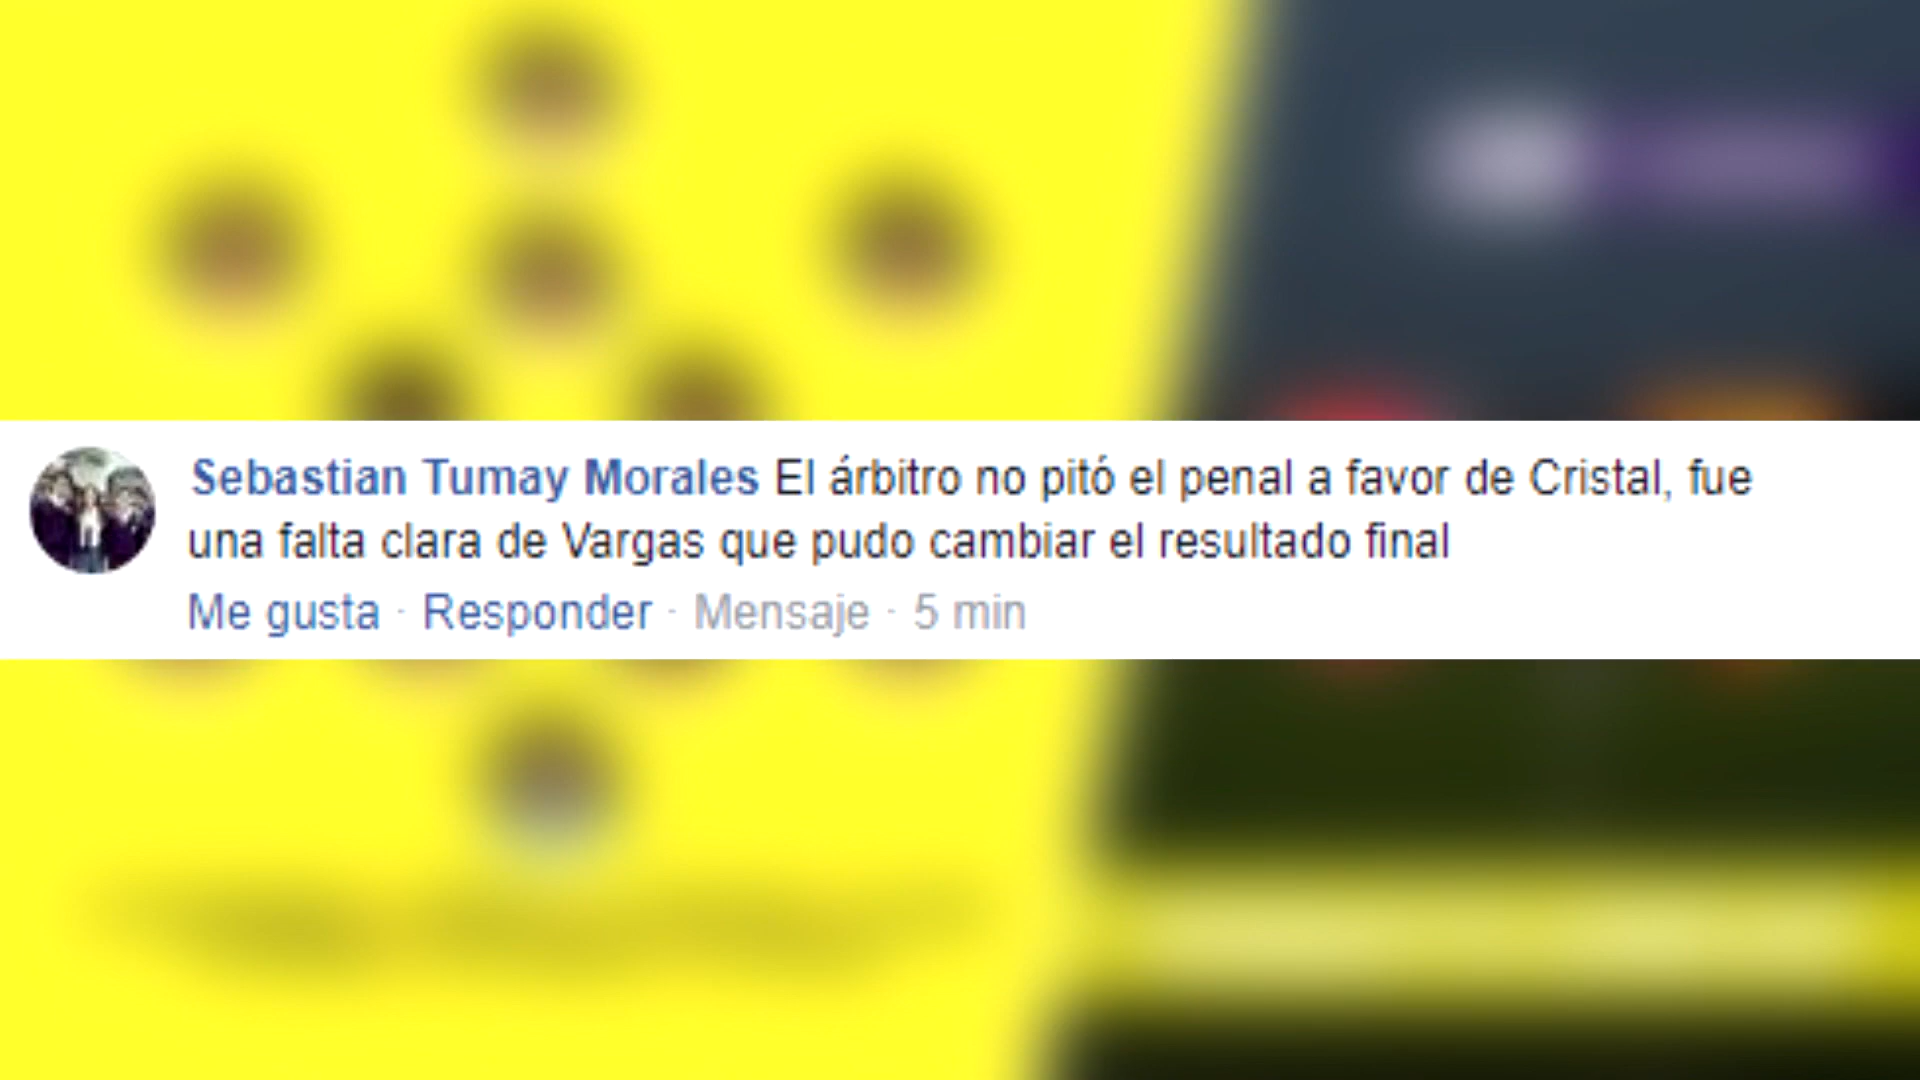 Sebastian Tumay Morales El árbitro no pitó el penal a favor de Cristal, fue
una falta clara de Vargas que pudo cambiar el resultado final
Me gusta · Responder · Mensaje · 5 min